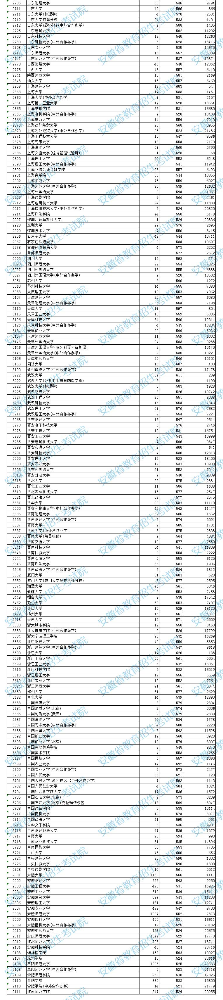 2705 山东财经大学 38 546 9794
2711 山东大学 49 596 866
2711 山东大学(护理学) 4 578 2501
2712 山东大学威海分校 24 588 1401
2712 山东大学威海分校(中外合作办学) 2 588 1405
2725 山东建筑大学 2 542 11292
2730 山东科技大学 12 540 12263
2730 山东科技大学(中外合作办学) 5 528 18416
2738 山东农业大学 4 535 14670
2747 山东师范大学 13 557 6389
2747 山东师范大学(中外合作办学) 3 537 13874
2770 山西财经大学 46 540 12362
2775 山西大学 43 557 6410
2841 陕西师范大学 13 581 2169
2848 汕头大学 15 557 6469
2859 上海财经大学 12 603 547
2863 上海大学 17 588 1451
2863 上海大学(中外合作办学) 7 581 2157
2864 上海第二工业大学 17 528 18654
2865 上海电机学院 35 531 16680
2865 上海电机学院(中外合作办学) 7 528 18430
2866 上海电力大学 14 554 7210
2870 上海对外经贸大学 23 568 3955
2870 上海对外经贸大学(中外合作办学) 23 523 21486
2871 上海工程技术大学 13 547 9586
2878 上海海事大学 18 554 7179
2880 上海海洋大学 37 560 5790
2885 上海交通大学(经济管理试验班) 1 628 58
2890 上海理工大学 22 558 6248
2890 上海理工大学(中外合作办学) 8 541 11942
2892 上海立信会计金融学院 26 557 6493
2901 上海商学院 35 544 10855
2902 上海师范大学 76 559 6027
2902 上海师范大学(中外合作办学) 20 539 12602
2907 上海外国语大学 9 594 1037
2909 上海戏剧学院 2 566 4461
2912 上海应用技术大学 24 541 11830
2912 上海应用技术大学(中外合作办学) 6 524 20820
2914 上海政法学院 74 558 6170
2927 深圳北理莫斯科大学 1 524 20836
2928 深圳大学 29 576 2695
2929 深圳技术大学 7 550 8415
2956 石河子大学 42 544 10711
2967 石家庄铁道大学 9 544 10697
2978 首都经济贸易大学 4 573 3252
2979 首都师范大学 8 577 2672
2993 四川大学 12 598 774
3020 四川师范大学 29 554 7325
3027 四川外国语大学 16 555 6888
3027 四川外国语大学(中外合作办学) 2 528 18502
3051 苏州大学 8 590 1272
3060 苏州科技大学 14 555 7083
3083 太原理工大学 12 563 4962
3107 天津财经大学 26 557 6383
3107 天津财经大学(中外合作办学) 3 554 7198
3113 天津大学 17 597 804
3116 天津工业大学 15 559 5886
3126 天津科技大学 34 540 12314
3126 天津科技大学(中外合作办学) 4 545 10234
3134 天津商业大学 22 549 8936
3137 天津师范大学 11 559 6002
3146 天津外国语大学 24 548 9288
3146 天津外国语大学(匈牙利语、缅甸语) 2 545 10170
3146 天津外国语大学(中外合作办学) 2 545 10227
3156 天津中医药大学 20 546 10101
3166 同济大学 16 607 403
3190 温州肯恩大学(中外合作办学) 19 530 17478
3222 武汉大学 67 611 289
3222 武汉大学(公共卫生与预防医学类) 8 591 1190
3222 武汉大学(护理学) 3 583 1928
3225 武汉纺织大学 8 526 19742
3227 武汉工程大学 20 551 8308
3239 武汉科技大学 13 554 7343
3241 武汉理工大学 37 576 2682
3241 武汉理工大学(中外合作办学) 2 554 7227
3268 西安财经大学 15 547 9514
3273 西安电子科技大学 6 576 2746
3278 西安工程大学 10 531 16751
3280 西安工业大学 6 543 10999
3285 西安建筑科技大学 7 546 9847
3288 西安交通大学 8 600 671
3291 西安科技大学 4 540 12313
3293 西安理工大学 12 528 18435
3300 西安石油大学 12 543 10900
3305 西安外国语大学 21 552 7941
3313 西安邮电大学 7 548 9009
3315 西北大学 22 575 2881
3317 西北工业大学 11 586 1638
3319 西北农林科技大学 13 577 2547
3321 西北政法大学 32 577 2575
3331 西华大学 20 543 11110
3333 西交利物浦大学(中外合作办学) 42 542 11477
3335 西南财经大学 32 586 1562
3335 西南财经大学(中外合作办学) 3 574 3091
3337 西南大学 9 585 1731
3337 西南大学(中外合作办学) 5 575 2838
3338 西南大学(荣昌校区) 7 564 4884
3339 西南交通大学 12 577 2550
3341 西南科技大学 34 541 11839
3343 西南民族大学 9 554 7222
3344 西南石油大学 6 558 6125
3346 西南政法大学 56 583 1906
3346 西南政法大学(中外合作办学) 3 584 1812
3352 厦门大学 31 603 520
3352 厦门大学(厦门大学马来西亚分校) 3 577 2595
3374 湘潭大学 73 561 5346
3388 新疆大学 8 553 7458
3449 烟台大学 2 530 17542
3462 延边大学 30 553 7497
3470 燕山大学 15 529 18123
3472 扬州大学 15 561 5371
3518 云南大学 12 571 3539
3583 浙大城市学院 12 550 8463
3583 浙大城市学院(中外合作办学) 2 529 17799
3584 浙大宁波理工学院 20 532 16269
3586 浙江财经大学 42 559 5853
3586 浙江财经大学(中外合作办学) 6 547 9618
3590 浙江大学 14 620 138
3596 浙江工商大学 50 561 5354
3599 浙江工业大学 6 532 16051
3615 浙江科技学院 3 532 16319
3616 浙江理工大学 12 556 6659
3619 浙江农林大学 12 552 7761
3624 浙江师范大学 21 561 5374
3650 郑州大学 51 577 2629
3682 中北大学 14 539 12893
3683 中国传媒大学 8 579 2304
3684 中国地质大学(北京) 2 574 3006
3685 中国地质大学(武汉) 9 579 2330
3687 中国海洋大学 23 584 1778
3687 中国海洋大学(中外合作办学) 4 580 2228
3688 中国计量大学 5 542 11528
3692 中国矿业大学 19 568 3928
3693 中国矿业大学(北京) 10 574 3007
3695 中国劳动关系学院 8 548 9273
3696 中国美术学院 4 558 6255
3697 中国民航大学 6 557 6390
3699 中国农业大学 14 592 1146
3699 中国农业大学(中外合作办学) 2 578 2477
3700 中国人民大学 35 621 123
3701 中国人民大学(苏州校区)(中外合作办学) 7 592 1143
3702 中国人民公安大学 4 584 1824
3704 中国社会科学院大学 17 586 1572
3705 中国石油大学(北京) 9 573 3209
3706 中国石油大学(北京)克拉玛依校区 18 549 8947
3708 中国戏曲学院 3 538 13114
3711 中国药科大学 12 574 3077
3714 中国政法大学 41 595 951
3715 中华女子学院 3 546 9937
3716 中南财经政法大学 47 589 1379
3717 中南大学 23 594 993
3718 中南林业科技大学 31 535 14896
3720 中南民族大学 50 553 7735
3721 中山大学 43 600 656
3724 中央财经大学 20 590 1302
3726 中央民族大学 29 590 1309
3728 中央戏剧学院 10 561 5512
9001 安徽大学 1150 566 4447
9002 安徽财经大学 326 548 9250
9003 安徽工程大学 490 531 16925
9004 安徽工业大学 612 534 15111
9005 安徽建筑大学 327 543 11238
9006 安徽理工大学 181 539 12741
9007 安徽农业大学 492 547 9700
9008 安徽师范大学 1207 552 7873
9009 安徽医科大学 456 531 16611
9009 安徽医科大学(中外合作办学) 12 525 20132
9010 安徽中医药大学 738 524 20675
9011 安庆师范大学 1679 529 17770
9012 淮北师范大学 906 527 18741
9101 安徽科技学院 40 524 20716
9103 蚌埠医学院 130 543 10927
9107 滁州学院 15 524 20616
9108 阜阳师范大学 1225 525 20333
9108 阜阳师范大学(中外合作办学) 5 523 21718
9109 合肥师范学院 268 530 17326
9110 合肥学院 880 533 15830
9110 合肥学院(中外合作办学) 14 523 21779
9111 淮南师范学院 247 524 20955
安徽省教育招生考试院